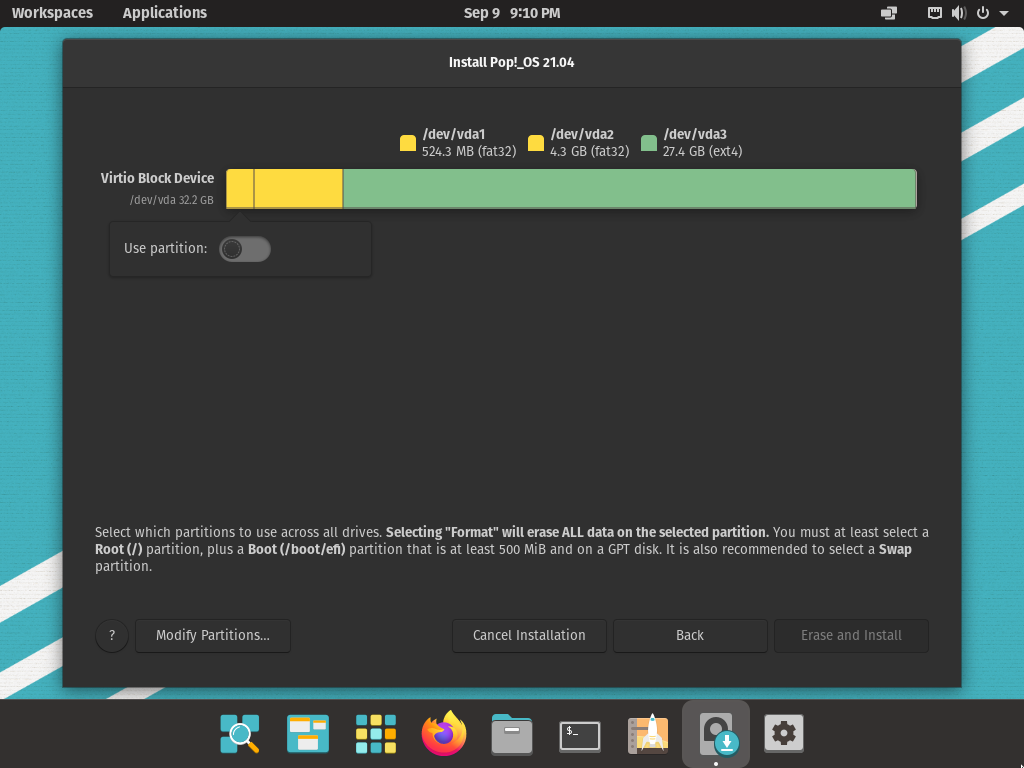 Workspaces Applications Sep 9 9:10 PM
Install Pop!_OS 21.04
/dev/vda1 /dev/vda2 /dev/vda3
524.3 MB (fat32) 4.3 GB (fat32) 27.4 GB (ext4)
Virtio Block Device
/dev/vda 32.2 GB
Use partition:
Select which partitions to use across all drives. Selecting "Format" will erase ALL data on the selected partition. You must at least select a
Root (/) partition, plus a Boot (/boot/efi) partition that is at least 500 MiB and on a GPT disk. It is also recommended to select a Swap
partition.
? Modify Partitions... Cancel Installation Back Erase and Install
$_